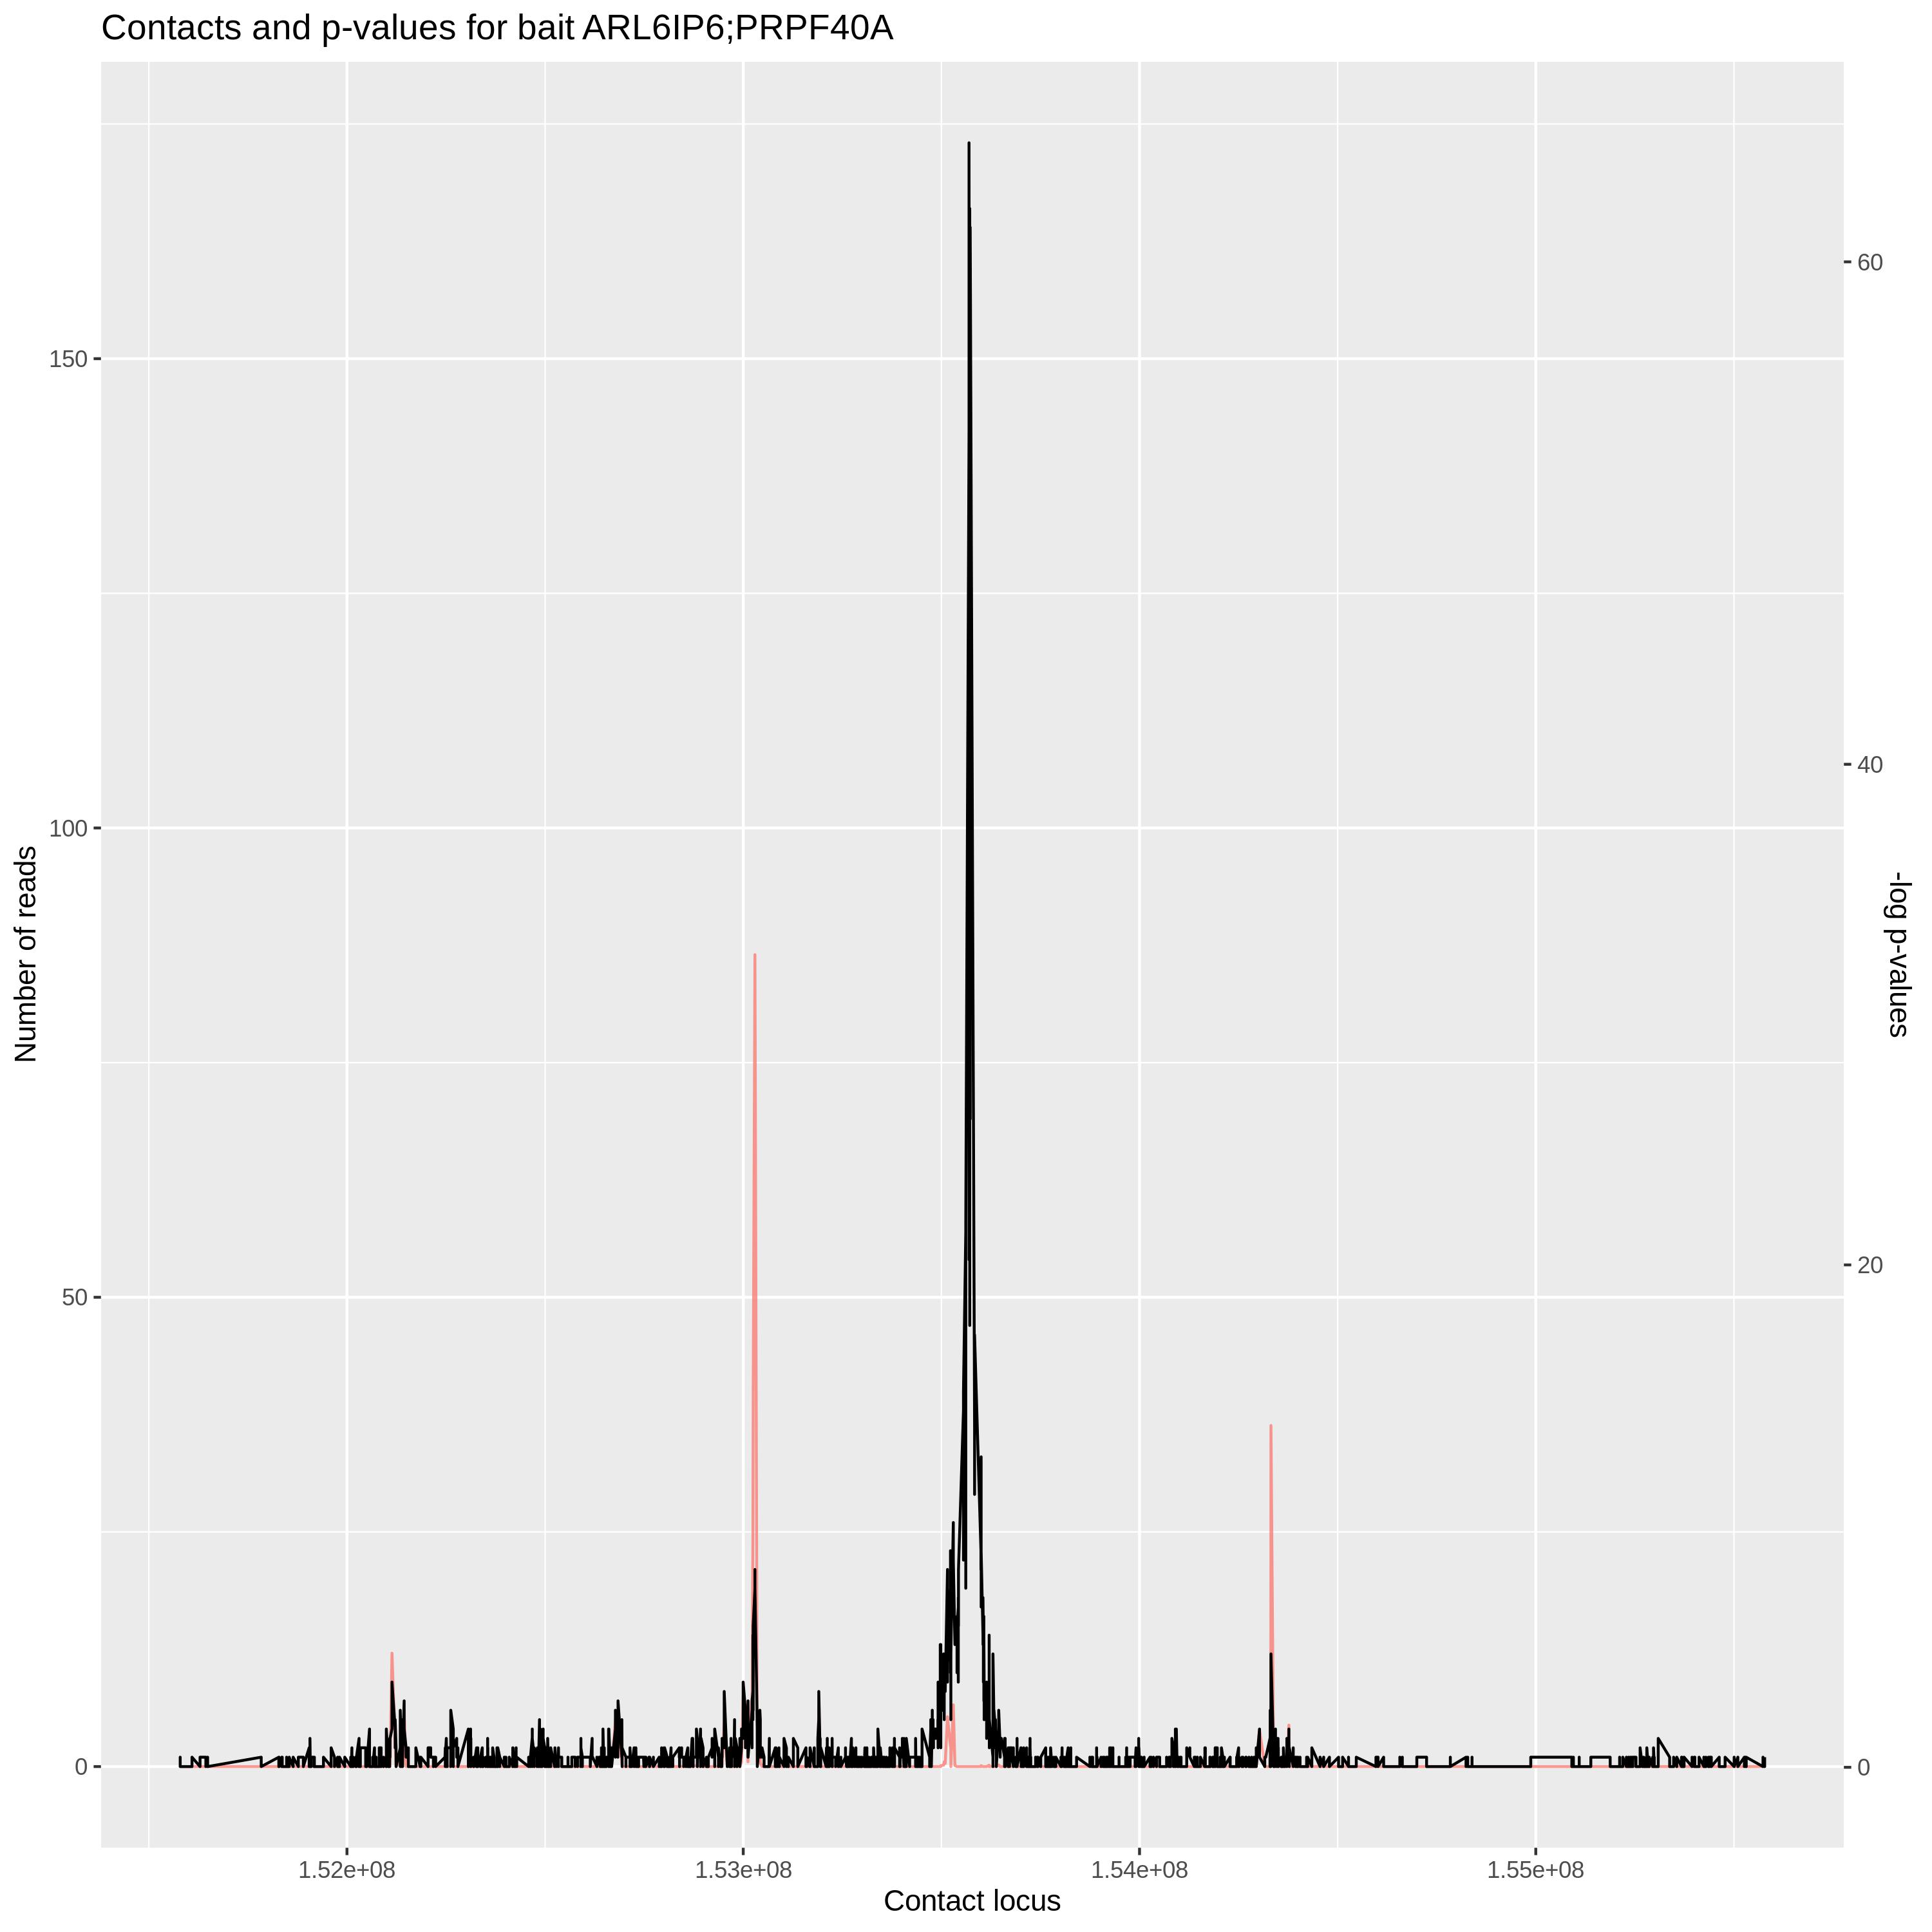 Contacts and p-values for bait ARL6IP6;PRPF40A
150
100
50
0
Number of reads
60
40
20
0
-log p-values
1.52e+08
1.53e+08
1.54e+08
1.55e+08
Contact locus